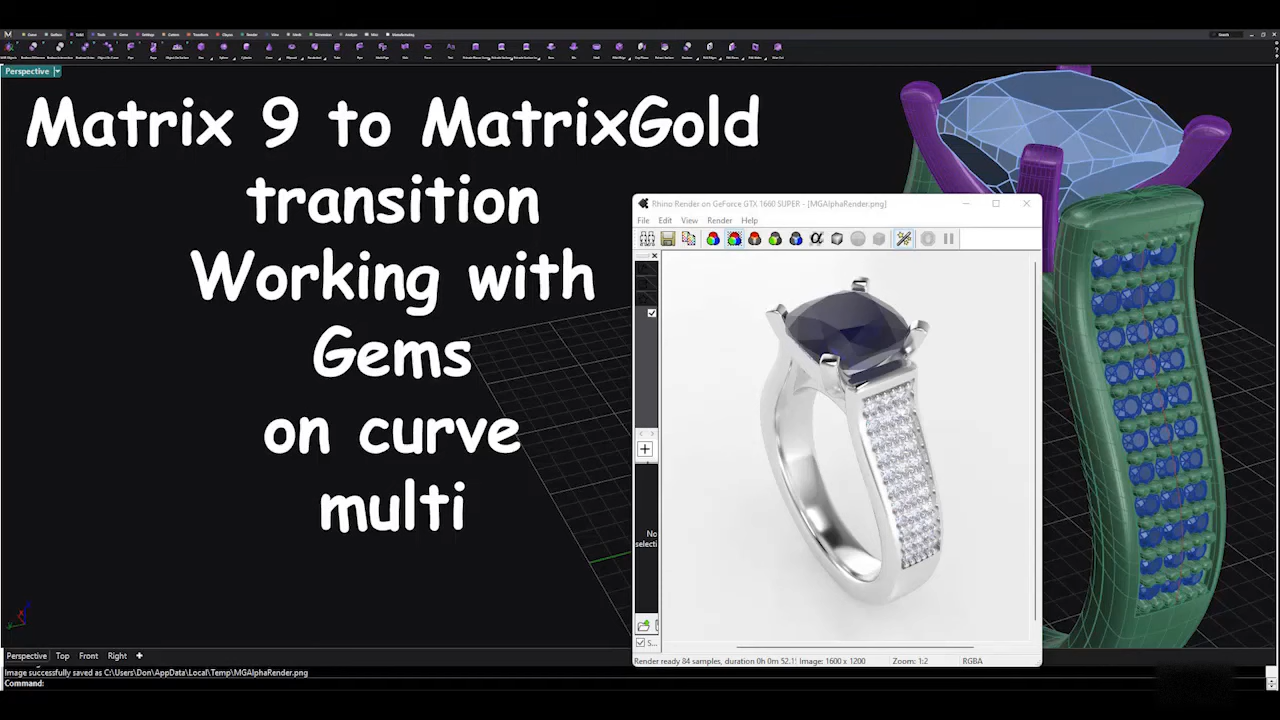 Perspective
Matrix 9 to MatrixGold
transition
Working with
Gems
on curve
multi
Rhino Render on GeForce GTX 1660 SUPER - [MGAlphaRender.png]
File Edit View Render Help
No
selecti
S...
Render ready 84 samples, duration 0h 0m 52.1 Image: 1600 x 1200 Zoom: 1:2 RGBA
Perspective Top Front Right
Image successfully saved as C:\Users\Don\AppData\Local\Temp\MGAlphaRender.png
Command: